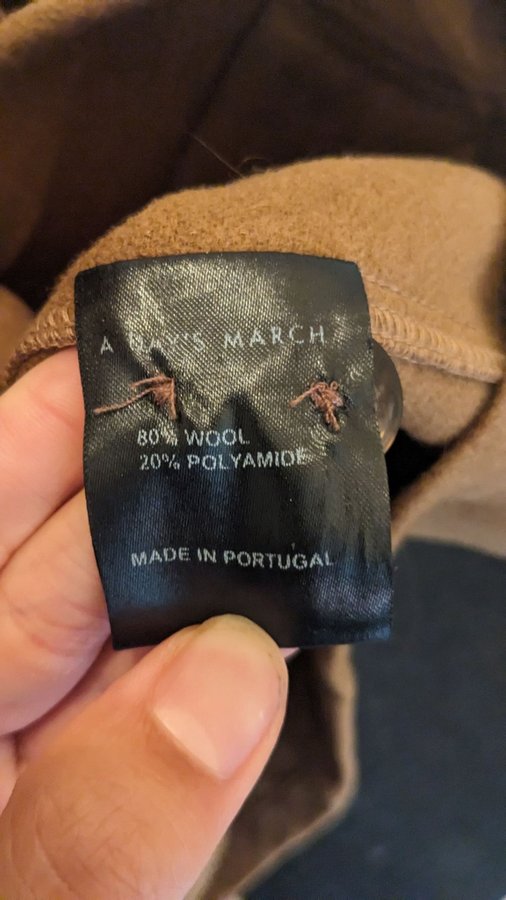 A DAY'S MARCH
80% WOOL
20% POLYAMIDE
MADE IN PORTUGAL